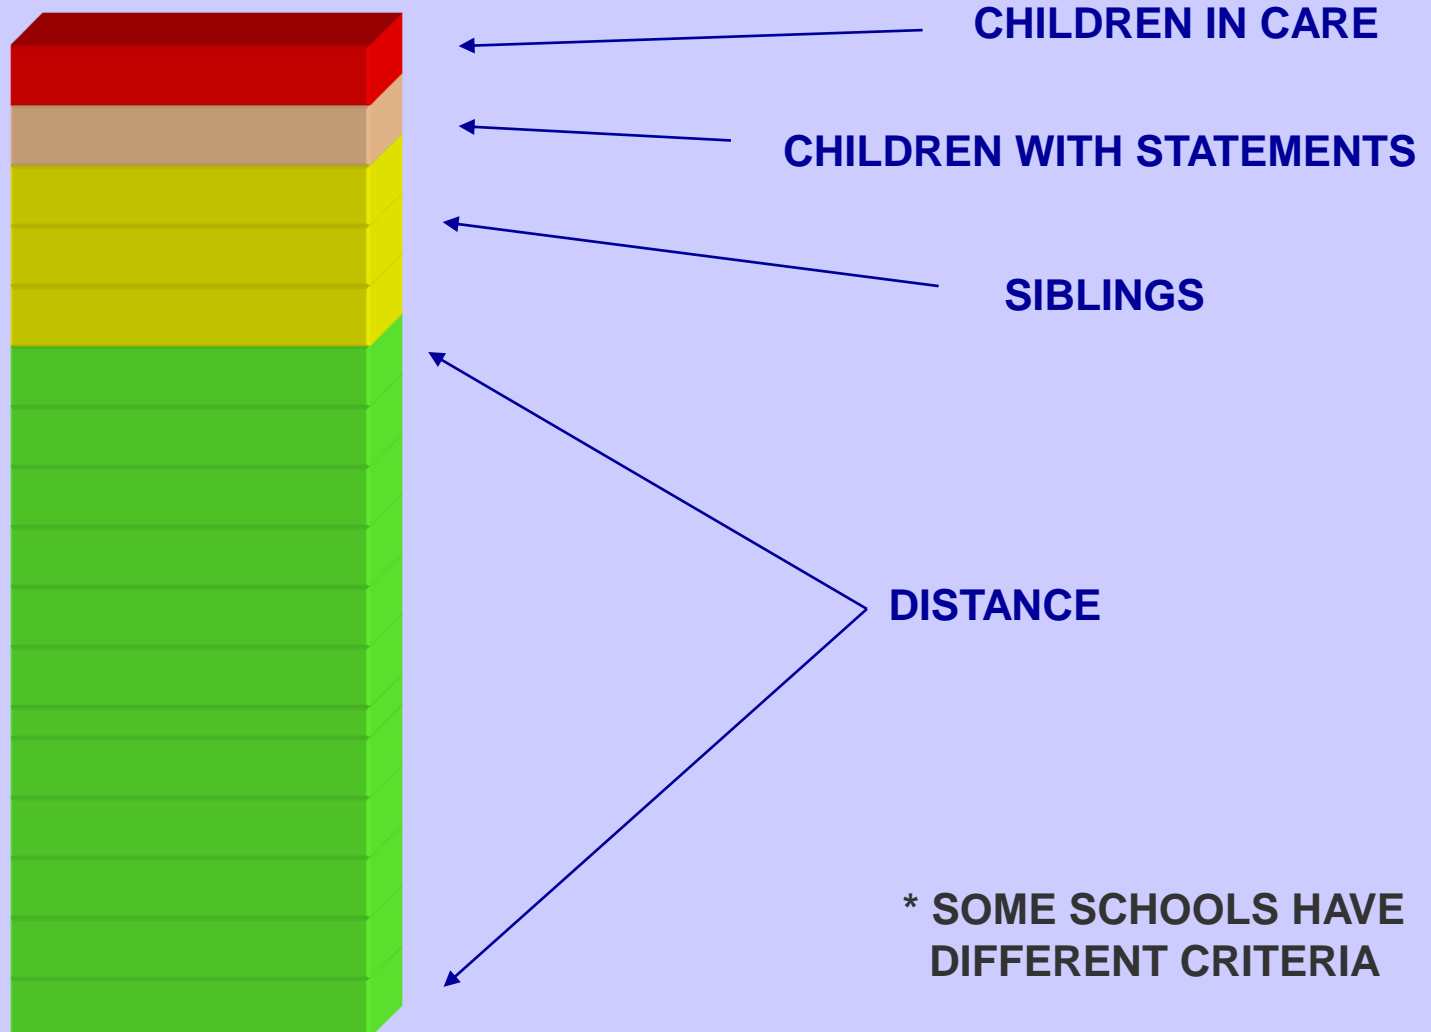 CHILDREN IN CARE
CHILDREN WITH STATEMENTS
SIBLINGS
DISTANCE
* SOME SCHOOLS HAVE
DIFFERENT CRITERIA